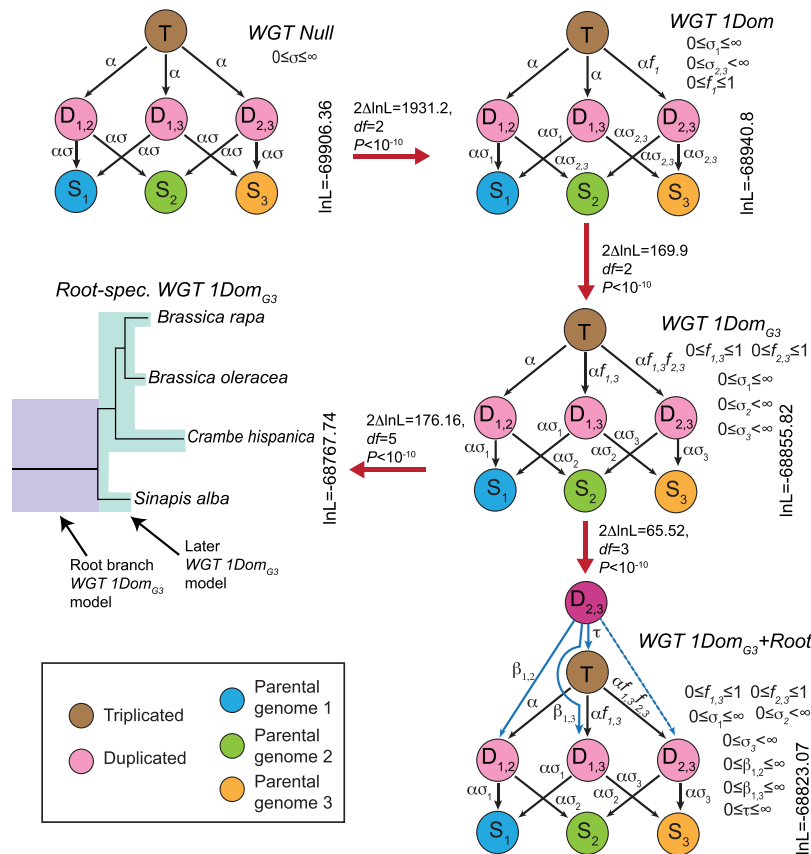 WGT Null
0≤σ≤∞
T
α
α
α
D1,2
D1,3
D2,3
ασ
ασ
ασ
ασ
ασ
ασ
S1
S2
S3
lnL=-69906.36
2ΔlnL=1931.2,
df=2
P<10-10
WGT 1Dom
0≤σ1≤∞
0≤σ2,3<∞
0≤f1≤1
T
α
α
αf1
D1,2
D1,3
D2,3
ασ1
ασ1
ασ2,3
ασ2,3
ασ2,3
ασ2,3
S1
S2
S3
lnL=-68940.8
2ΔlnL=169.9
df=2
P<10-10
WGT 1DomG3
0≤f1,3≤1 0≤f2,3≤1
0≤σ1≤∞
0≤σ2<∞
0≤σ3<∞
T
α
αf1,3
αf1,3f2,3
D1,2
D1,3
D2,3
ασ1
ασ1
ασ2
ασ3
ασ2
ασ3
S1
S2
S3
lnL=-68855.82
2ΔlnL=176.16,
df=5
P<10-10
Root-spec. WGT 1DomG3
Brassica rapa
Brassica oleracea
Crambe hispanica
Sinapis alba
lnL=-68767.74
Root branch
WGT 1DomG3
model
Later
WGT 1DomG3
model
2ΔlnL=65.52,
df=3
P<10-10
D2,3
WGT 1DomG3+Root
τ
β1,2
T
β1,3
α
αf1,3
αf1,3f2,3
0≤f1,3≤1 0≤f2,3≤1
0≤σ1≤∞ 0≤σ2<∞
0≤σ3<∞
0≤β1,2≤∞
0≤β1,3≤∞
0≤τ≤∞
D1,2
D1,3
D2,3
ασ1
ασ1
ασ2
ασ3
ασ2
ασ3
S1
S2
S3
lnL=-68823.07
Triplicated
Duplicated
Parental
genome 1
Parental
genome 2
Parental
genome 3